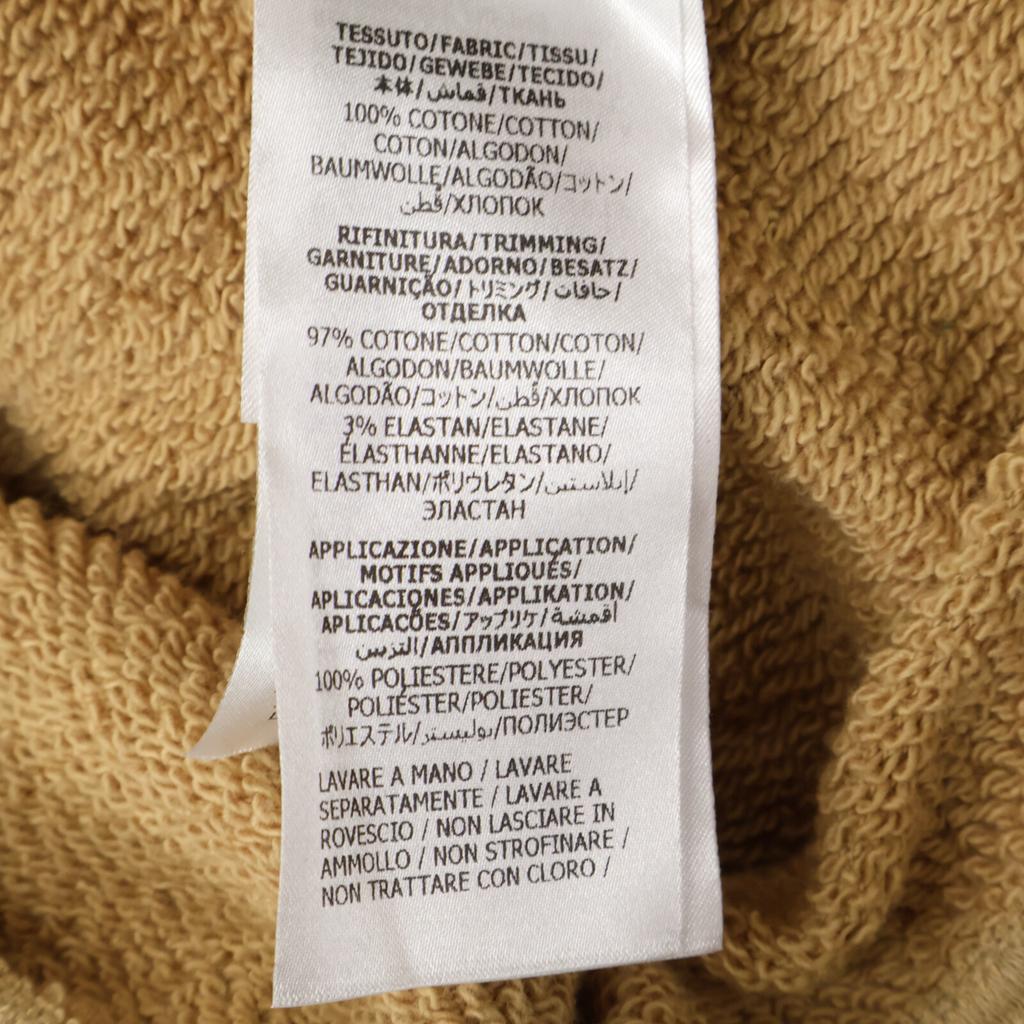 TESSUTO/FABRIC/TISSU/
TEJIDO/GEWEBE/TECIDO/
本体/قماش/ТКАНЬ
100% COTONE/COTTON/
COTON/ALGODON/
BAUMWOLLE/ALGODÃO/コットン/
قطن/ХЛОПОК
RIFINITURA/TRIMMING/
GARNITURE/ADORNO/BESATZ/
GUARNIÇÃO/トリミング/حافات/
ОТДЕЛКА
97% COTONE/COTTON/COTON/
ALGODON/BAUMWOLLE/
ALGODÃO/コットン/قطن/ХЛОПОК
3% ELASTAN/ELASTANE/
ÉLASTHANNE/ELASTANO/
ELASTHAN/ポリウレタン/إيلاستين/
ЭЛАСТАН
APPLICAZIONE/APPLICATION/
MOTIFS APPLIQUÉS/
APLICACIONES/APPLIKATION/
APLICAÇÕES/アップリケ/أقمشة
التزيين/АППЛИКАЦИЯ
100% POLIESTERE/POLYESTER/
POLIÉSTER/POLIESTER/
ポリエステル/بوليستر/ПОЛИЭСТЕР
LAVARE A MANO / LAVARE
SEPARATAMENTE / LAVARE A
ROVESCIO / NON LASCIARE IN
AMMOLLO / NON STROFINARE /
NON TRATTARE CON CLORO /